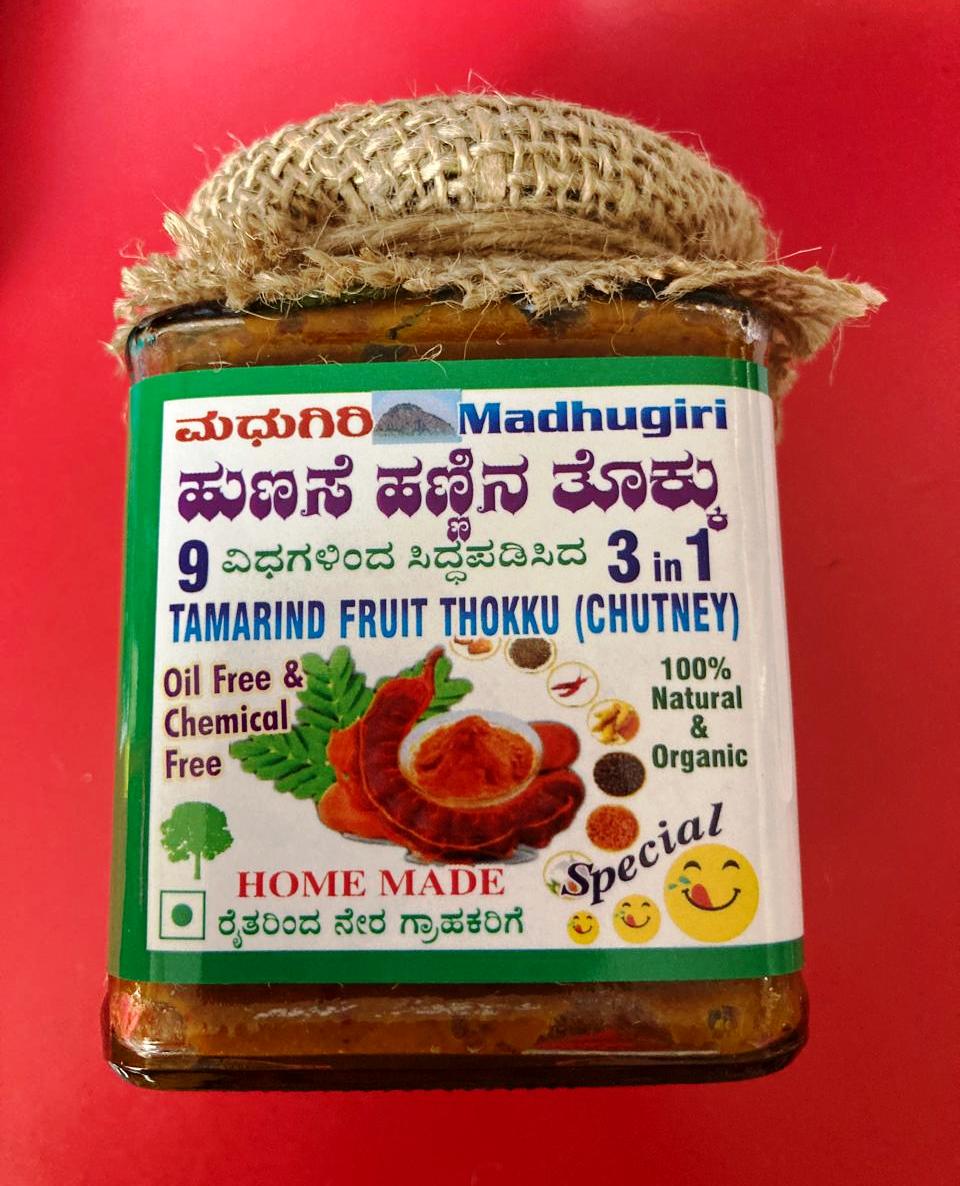 ಮಧುಗಿರಿ Madhugiri
ಹುಣಸೆ ಹಣ್ಣಿನ ತೊಕ್ಕು
9 ವಿಧಗಳಿಂದ ಸಿದ್ಧಪಡಿಸಿದ 3 in 1
TAMARIND FRUIT THOKKU (CHUTNEY)
Oil Free &
Chemical
Free
100%
Natural
&
Organic
Special
HOME MADE
ರೈತರಿಂದ ನೇರ ಗ್ರಾಹಕರಿಗೆ